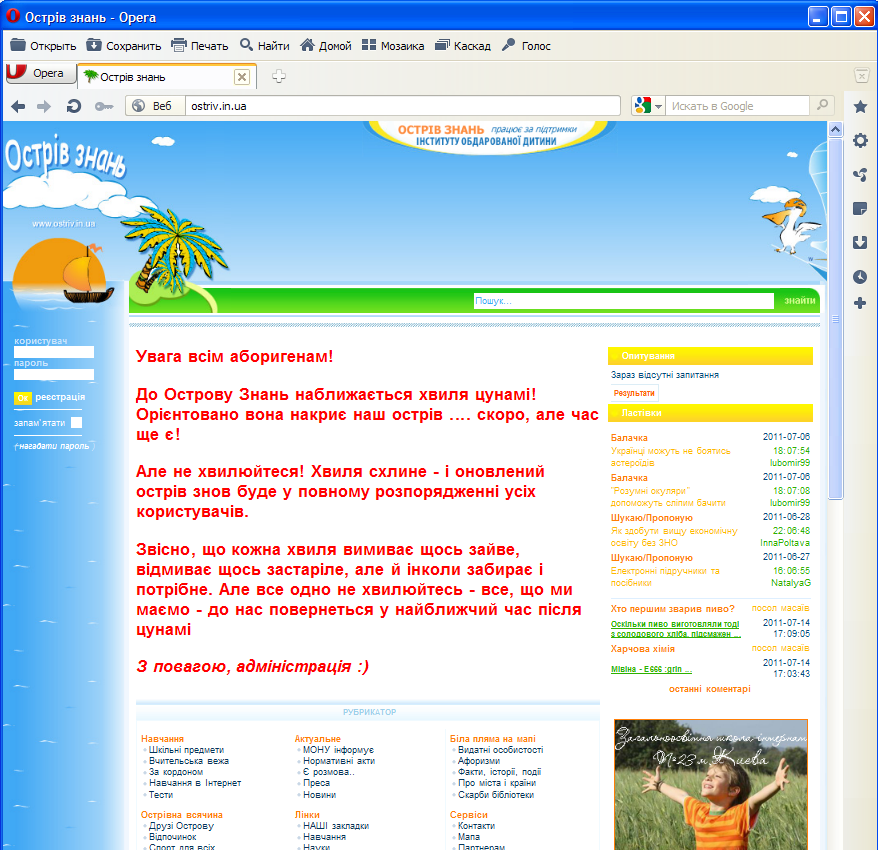 Острів знань - Opera
Открыть Сохранить Печать Найти Домой Мозаика Каскад Голос
Opera Острів знань
Веб ostriv.in.ua Искать в Google
Острів знань
www.ostriv.in.ua
ОСТРІВ ЗНАНЬ працює за підтримки
ІНСТИТУТУ ОБДАРОВАНОЇ ДИТИНИ
Пошук... знайти
користувач
пароль
Ок реєстрація
запам'ятати
нагадати пароль
Увага всім аборигенам!
До Острову Знань наближається хвиля цунамі!
Орієнтовано вона накриє наш острів .... скоро, але час
ще є!
Але не хвилюйтеся! Хвиля схлине - і оновлений
острів знов буде у повному розпорядженні усіх
користувачів.
Звісно, що кожна хвиля вимиває щось зайве,
відмиває щось застаріле, але й інколи забирає і
потрібне. Але все одно не хвилюйтесь - все, що ми
маємо - до нас повернеться у найближчий час після
цунамі
З повагою, адміністрація :)
РУБРИКАТОР
Навчання
Шкільні предмети
Вчительська вежа
За кордоном
Навчання в Інтернет
Тести
Актуальне
МОНУ інформує
Нормативні акти
Є розмова..
Преса
Новини
Біла пляма на мапі
Видатні особистості
Афоризми
Факти, історії, події
Про міста і країни
Скарби бібліотеки
Острівна всячина
Друзі Острову
Відпочинок
Спорт для всіх
Лінки
НАШІ закладки
Навчання
Науки
Сервіси
Контакти
Мапа
Партнерам
Опитування
Зараз відсутні запитання
Результати
Ластівки
Балачка 2011-07-06
Українці можуть не боятись 18:07:54
астероїдів lubomir99
Балачка 2011-07-06
"Розумні окуляри" 18:07:08
допоможуть сліпим бачити lubomir99
Шукаю/Пропоную 2011-06-28
Як здобути вищу економічну 22:06:48
освіту без ЗНО InnaPoltava
Шукаю/Пропоную 2011-06-27
Електронні підручники та 16:06:55
посібники NatalyaG
Хто першим зварив пиво? посол масаїв
Оскільки пиво виготовляли тоді 2011-07-14
з солодового хліба, підсмажен ... 17:09:05
Харчова хімія посол масаїв
Мівіна - Е666 :grin ... 2011-07-14
17:03:43
останні коментарі
Загальноосвітня школа інтернат
№23 м.Києва